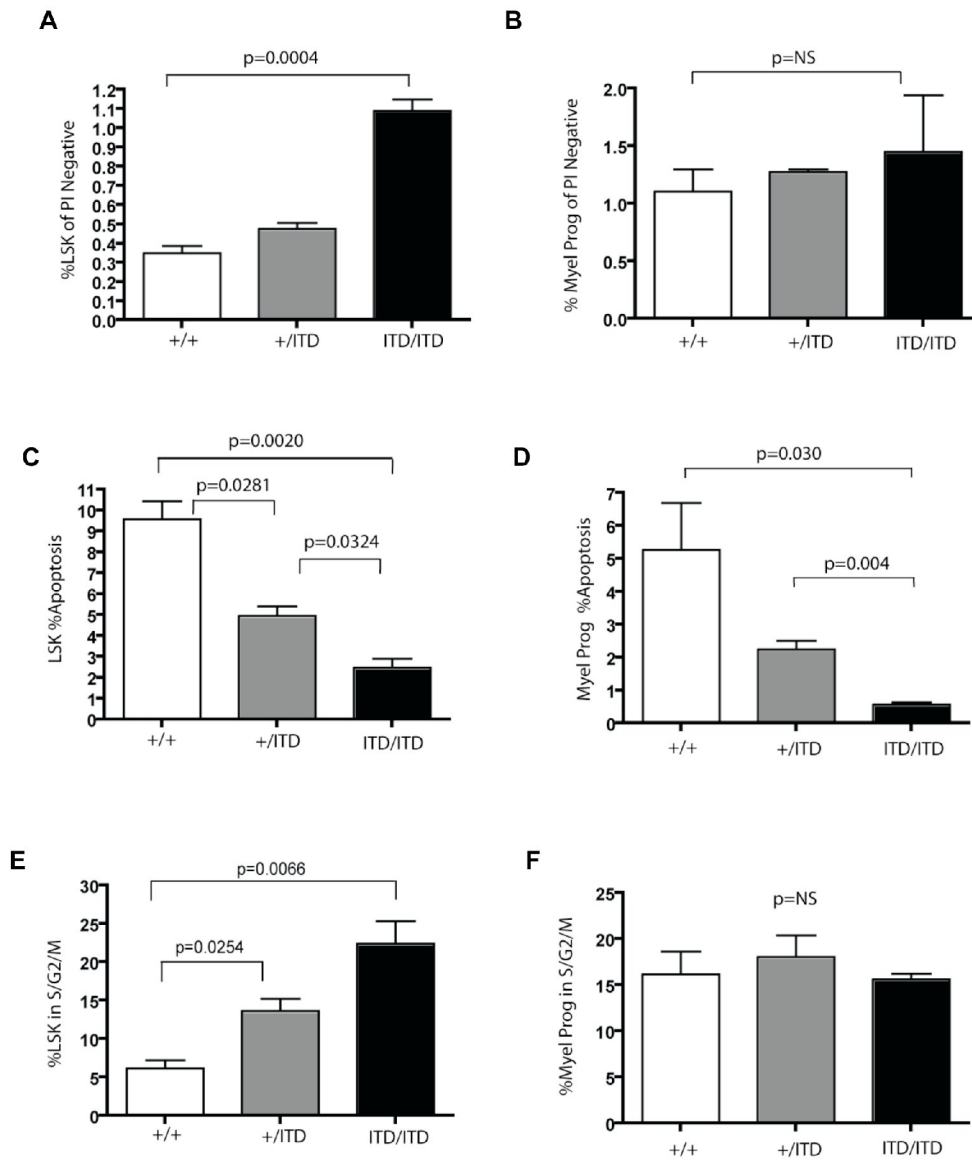 A
p=0.0004
%LSK of PI Negative
1.2
1.1
1.0
0.9
0.8
0.7
0.6
0.5
0.4
0.3
0.2
0.1
0.0
+/+ +/ITD ITD/ITD
B
p=NS
% Myel Prog of PI Negative
2.0
1.5
1.0
0.5
0.0
+/+ +/ITD ITD/ITD
C
p=0.0020
p=0.0281
p=0.0324
LSK %Apoptosis
11
10
9
8
7
6
5
4
3
2
1
0
+/+ +/ITD ITD/ITD
D
p=0.030
p=0.004
Myel Prog %Apoptosis
7
6
5
4
3
2
1
0
+/+ +/ITD ITD/ITD
E
p=0.0066
p=0.0254
%LSK in S/G2/M
30
25
20
15
10
5
0
+/+ +/ITD ITD/ITD
F
p=NS
%Myel Prog in S/G2/M
25
20
15
10
5
0
+/+ +/ITD ITD/ITD